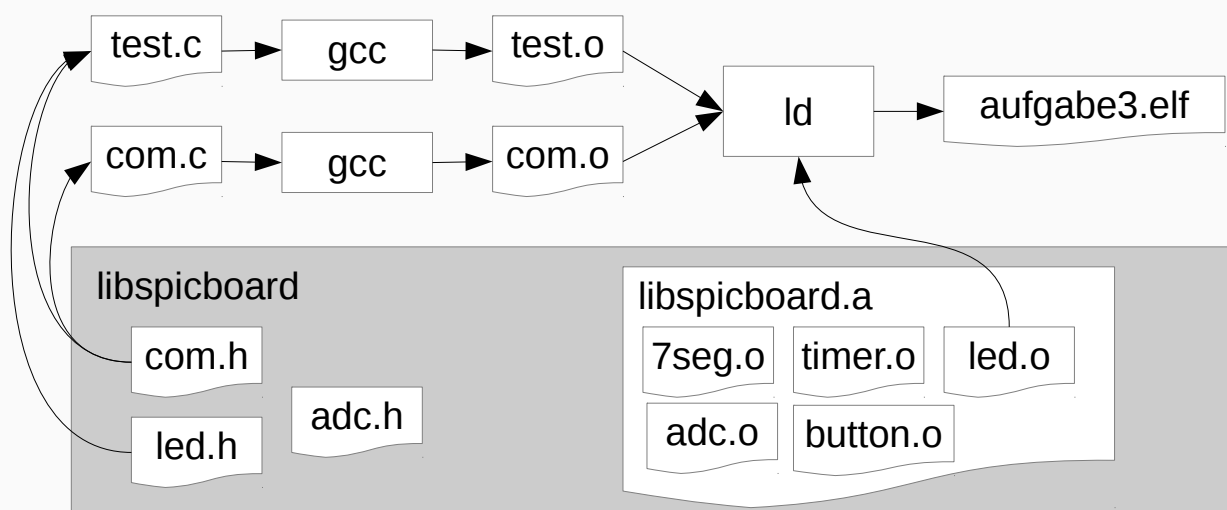 test.c
gcc
test.o
com.c
gcc
com.o
ld
aufgabe3.elf
libspicboard
com.h
led.h
adc.h
libspicboard.a
7seg.o
timer.o
led.o
adc.o
button.o